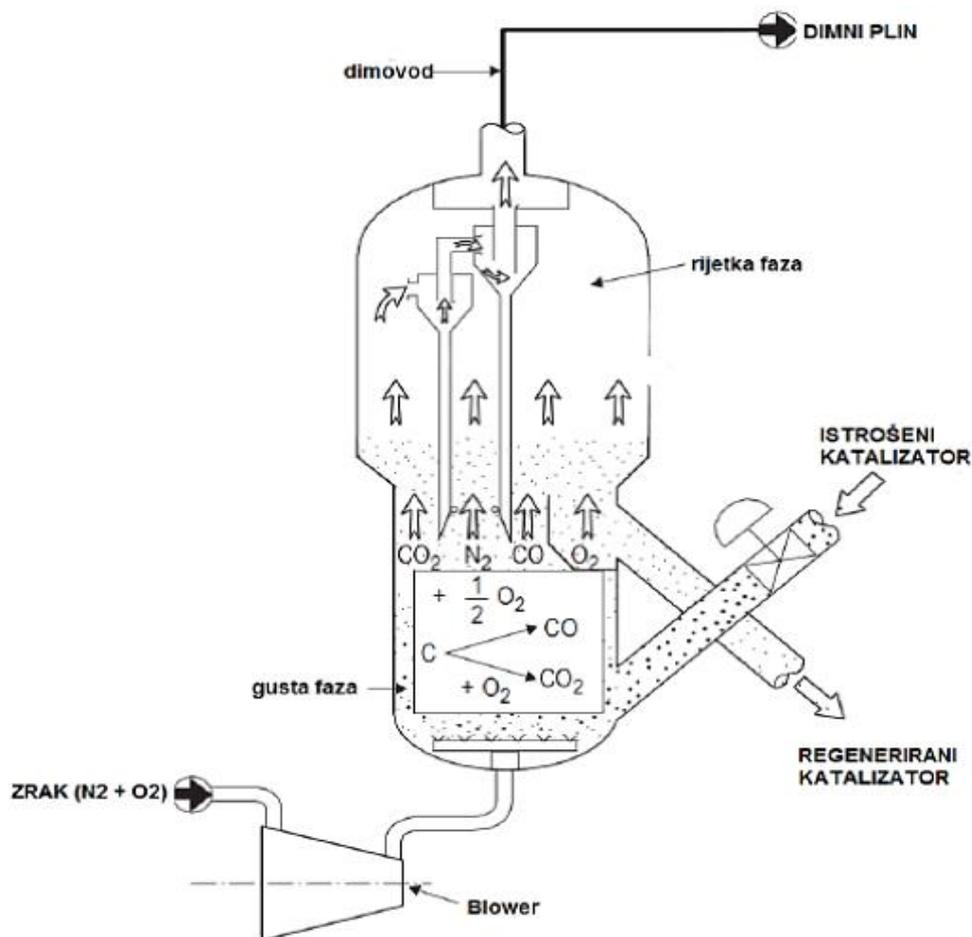 DIMNI PLIN
dimovod
rijetka faza
ISTROŠENI
KATALIZATOR
CO₂ N₂ CO O₂
+ 1/2 O₂
CO
C
CO₂
+ O₂
gusta faza
REGENERIRANI
KATALIZATOR
ZRAK (N2 + O2)
Blower